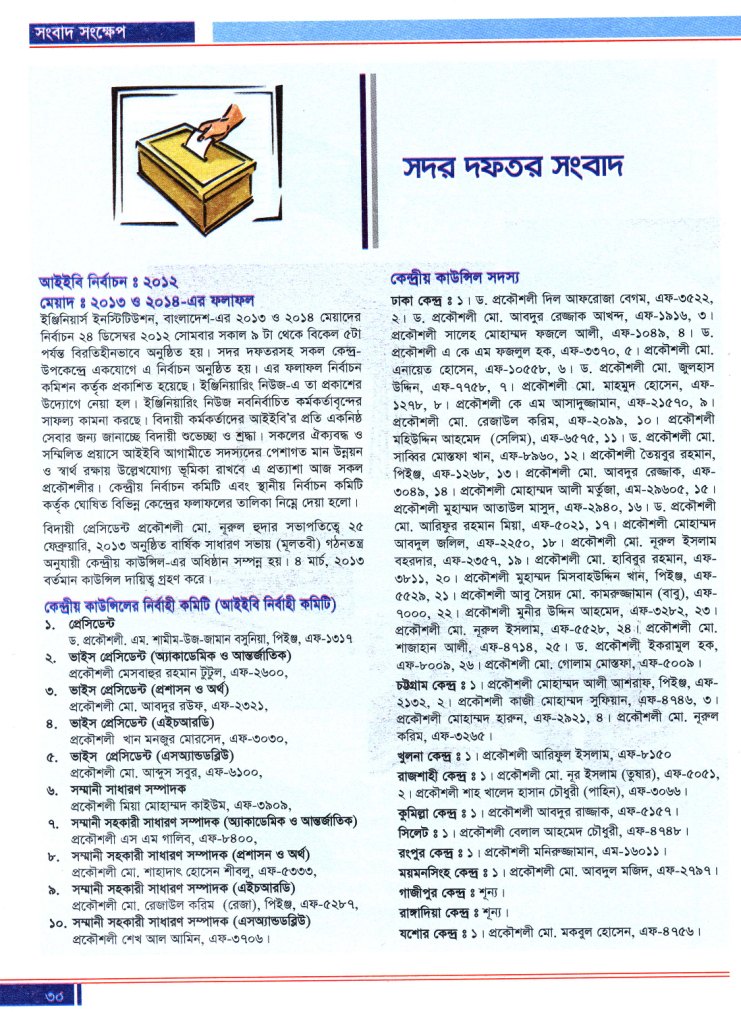 সংবাদ সংক্ষেপ
সদর দফতর সংবাদ
আইইবি নির্বাচন ঃ ২০১২
মেয়াদ ঃ ২০১৩ ও ২০১৪-এর ফলাফল
ইঞ্জিনিয়ার্স ইনস্টিটিউশন, বাংলাদেশ-এর ২০১৩ ও ২০১৪ মেয়াদের
নির্বাচন ২৪ ডিসেম্বর ২০১২ সোমবার সকাল ৯ টা থেকে বিকেল ৫টা
পর্যন্ত বিরতিহীনভাবে অনুষ্ঠিত হয়। সদর দফতরসহ সকল কেন্দ্র-
উপকেন্দ্রে একযোগে এ নির্বাচন অনুষ্ঠিত হয়। এর ফলাফল নির্বাচন
কমিশন কর্তৃক প্রকাশিত হয়েছে। ইঞ্জিনিয়ারিং নিউজ-এ তা প্রকাশের
উদ্যোগে নেয়া হল। ইঞ্জিনিয়ারিং নিউজ নবনির্বাচিত কর্মকর্তাবৃন্দের
সাফল্য কামনা করছে। বিদায়ী কর্মকর্তাদের আইইবি'র প্রতি একনিষ্ঠ
সেবার জন্য জানাচ্ছে বিদায়ী শুভেচ্ছা ও শ্রদ্ধা। সকলের ঐক্যবদ্ধ ও
সম্মিলিত প্রয়াসে আইইবি আগামীতে সদস্যদের পেশাগত মান উন্নয়ন
ও স্বার্থ রক্ষায় উল্লেখযোগ্য ভূমিকা রাখবে এ প্রত্যাশা আজ সকল
প্রকৌশলীর। কেন্দ্রীয় নির্বাচন কমিটি এবং স্থানীয় নির্বাচন কমিটি
কর্তৃক ঘোষিত বিভিন্ন কেন্দ্রের ফলাফলের তালিকা নিম্নে দেয়া হলো।
বিদায়ী প্রেসিডেন্ট প্রকৌশলী মো. নূরুল হুদার সভাপতিত্বে ২৫
ফেব্রুয়ারি, ২০১৩ অনুষ্ঠিত বার্ষিক সাধারণ সভায় (মূলতবী) গঠনতন্ত্র
অনুযায়ী কেন্দ্রীয় কাউন্সিল-এর অধিষ্ঠান সম্পন্ন হয়। ৪ মার্চ, ২০১৩
বর্তমান কাউন্সিল দায়িত্ব গ্রহণ করে।
কেন্দ্রীয় কাউন্সিলের নির্বাহী কমিটি (আইইবি নির্বাহী কমিটি)
১. প্রেসিডেন্ট
ড. প্রকৌশলী. এম. শামীম-উজ-জামান বসুনিয়া, পিইঞ্জ, এফ-১৩১৭
২. ভাইস প্রেসিডেন্ট (অ্যাকাডেমিক ও আন্তর্জাতিক)
প্রকৌশলী মেসবাহুর রহমান টুটুল, এফ-২৬০০,
৩. ভাইস প্রেসিডেন্ট (প্রশাসন ও অর্থ)
প্রকৌশলী মো. আবদুর রউফ, এফ-২৩২১,
৪. ভাইস প্রেসিডেন্ট (এইচআরডি)
প্রকৌশলী খান মনজুর মোরসেদ, এফ-৩০৩০,
৫. ভাইস প্রেসিডেন্ট (এসঅ্যান্ডডব্লিউ)
প্রকৌশলী মো. আব্দুস সবুর, এফ-৬১০০,
৬. সম্মানী সাধারণ সম্পাদক
প্রকৌশলী মিয়া মোহাম্মদ কাইউম, এফ-৩৯০৯,
৭. সম্মানী সহকারী সাধারণ সম্পাদক (অ্যাকাডেমিক ও আন্তর্জাতিক)
প্রকৌশলী এস এম গালিব, এফ-৮৪০০,
৮. সম্মানী সহকারী সাধারণ সম্পাদক (প্রশাসন ও অর্থ)
প্রকৌশলী মো. শাহাদাৎ হোসেন শীবলু, এফ-৫৩৩৩,
৯. সম্মানী সহকারী সাধারণ সম্পাদক (এইচআরডি)
প্রকৌশলী মো. রেজাউল করিম (রেজা), পিইঞ্জ, এফ-৫২৮৭,
১০. সম্মানী সহকারী সাধারণ সম্পাদক (এসঅ্যান্ডডব্লিউ)
প্রকৌশলী শেখ আল আমিন, এফ-৩৭০৬।
কেন্দ্রীয় কাউন্সিল সদস্য
ঢাকা কেন্দ্র ঃ ১। ড. প্রকৌশলী দিল আফরোজা বেগম, এফ-৩৫২২,
২। ড. প্রকৌশলী মো. আবদুর রেজ্জাক আখন্দ, এফ-১৯১৬, ৩।
প্রকৌশলী সালেহ মোহাম্মদ ফজলে আলী, এফ-১০৪৯, ৪। ড.
প্রকৌশলী এ কে এম ফজলুল হক, এফ-৩৩৭০, ৫। প্রকৌশলী মো.
এনায়েত হোসেন, এফ-১০৫৫৮, ৬। ড. প্রকৌশলী মো. জুলহাস
উদ্দিন, এফ-৭৭৫৮, ৭। প্রকৌশলী মো. মাহমুদ হোসেন, এফ-
১২৭৮, ৮। প্রকৌশলী কে এম আসাদুজ্জামান, এফ-২১৫৭০, ৯।
প্রকৌশলী মো. রেজাউল করিম, এফ-২০৯৯, ১০। প্রকৌশলী
মহিউদ্দিন আহমেদ (সেলিম), এফ-৬৫৭৫, ১১। ড. প্রকৌশলী মো.
সাব্বির মোস্তফা খান, এফ-৮৯৬০, ১২। প্রকৌশলী তৈয়বুর রহমান,
পিইঞ্জ, এফ-১২৬৮, ১৩। প্রকৌশলী মো. আবদুর রেজ্জাক, এফ-
৩০৪৯, ১৪। প্রকৌশলী মোহাম্মদ আলী মর্তুজা, এম-২৯৬০৫, ১৫।
প্রকৌশলী মুহাম্মদ আতাউল মাসুদ, এফ-২৯৪০, ১৬। ড. প্রকৌশলী
মো. আরিফুর রহমান মিয়া, এফ-৫০২১, ১৭। প্রকৌশলী মোহাম্মদ
আবদুল জলিল, এফ-২২৫০, ১৮। প্রকৌশলী মো. নূরুল ইসলাম
বহরদার, এফ-২৩৫৭, ১৯। প্রকৌশলী মো. হাবিবুর রহমান, এফ-
৩৮১১, ২০। প্রকৌশলী মুহাম্মদ মিসবাহউদ্দিন খান, পিইঞ্জ, এফ-
৫৫২৯, ২১। প্রকৌশলী আবু সৈয়দ মো. কামরুজ্জামান (বাবু), এফ-
৭০০০, ২২। প্রকৌশলী মুনীর উদ্দিন আহমেদ, এফ-৩২৮২, ২৩।
প্রকৌশলী মো. নূরুল ইসলাম, এফ-৫৫২৮, ২৪। প্রকৌশলী মো.
শাজাহান আলী, এফ-৪৭১৪, ২৫। ড. প্রকৌশলী ইকরামুল হক,
এফ-৮০০৯, ২৬। প্রকৌশলী মো. গোলাম মোস্তফা, এফ-৫০০৯।
চট্টগ্রাম কেন্দ্র ঃ ১। প্রকৌশলী মোহাম্মদ আলী আশরাফ, পিইঞ্জ, এফ-
২১৩২, ২। প্রকৌশলী কাজী মোহাম্মদ সুফিয়ান, এফ-৪৭৪৬, ৩।
প্রকৌশলী মোহাম্মদ হারুন, এফ-২৯২১, ৪। প্রকৌশলী মো. নূরুল
করিম, এফ-৩২৬৫।
খুলনা কেন্দ্র ঃ ১। প্রকৌশলী আরিফুল ইসলাম, এফ-৮১৫০
রাজশাহী কেন্দ্র ঃ ১। প্রকৌশলী মো. নূর ইসলাম (তুষার), এফ-৫০৫১,
২। প্রকৌশলী শাহ খালেদ হাসান চৌধুরী (পাহিন), এফ-৩০৬৬।
কুমিল্লা কেন্দ্র ঃ ১। প্রকৌশলী আবদুর রাজ্জাক, এফ-৫১৫৭।
সিলেট ঃ ১। প্রকৌশলী বেলাল আহমেদ চৌধুরী, এফ-৪৭৪৮।
রংপুর কেন্দ্র ঃ ১। প্রকৌশলী মনিরুজ্জামান, এম-১৬০১১।
ময়মনসিংহ কেন্দ্র ঃ ১। প্রকৌশলী মো. আবদুল মজিদ, এফ-২৭৯৭।
গাজীপুর কেন্দ্র ঃ শূন্য।
রাঙ্গাদিয়া কেন্দ্র ঃ শূন্য।
যশোর কেন্দ্র ঃ ১। প্রকৌশলী মো. মকবুল হোসেন, এফ-৪৭৫৬।